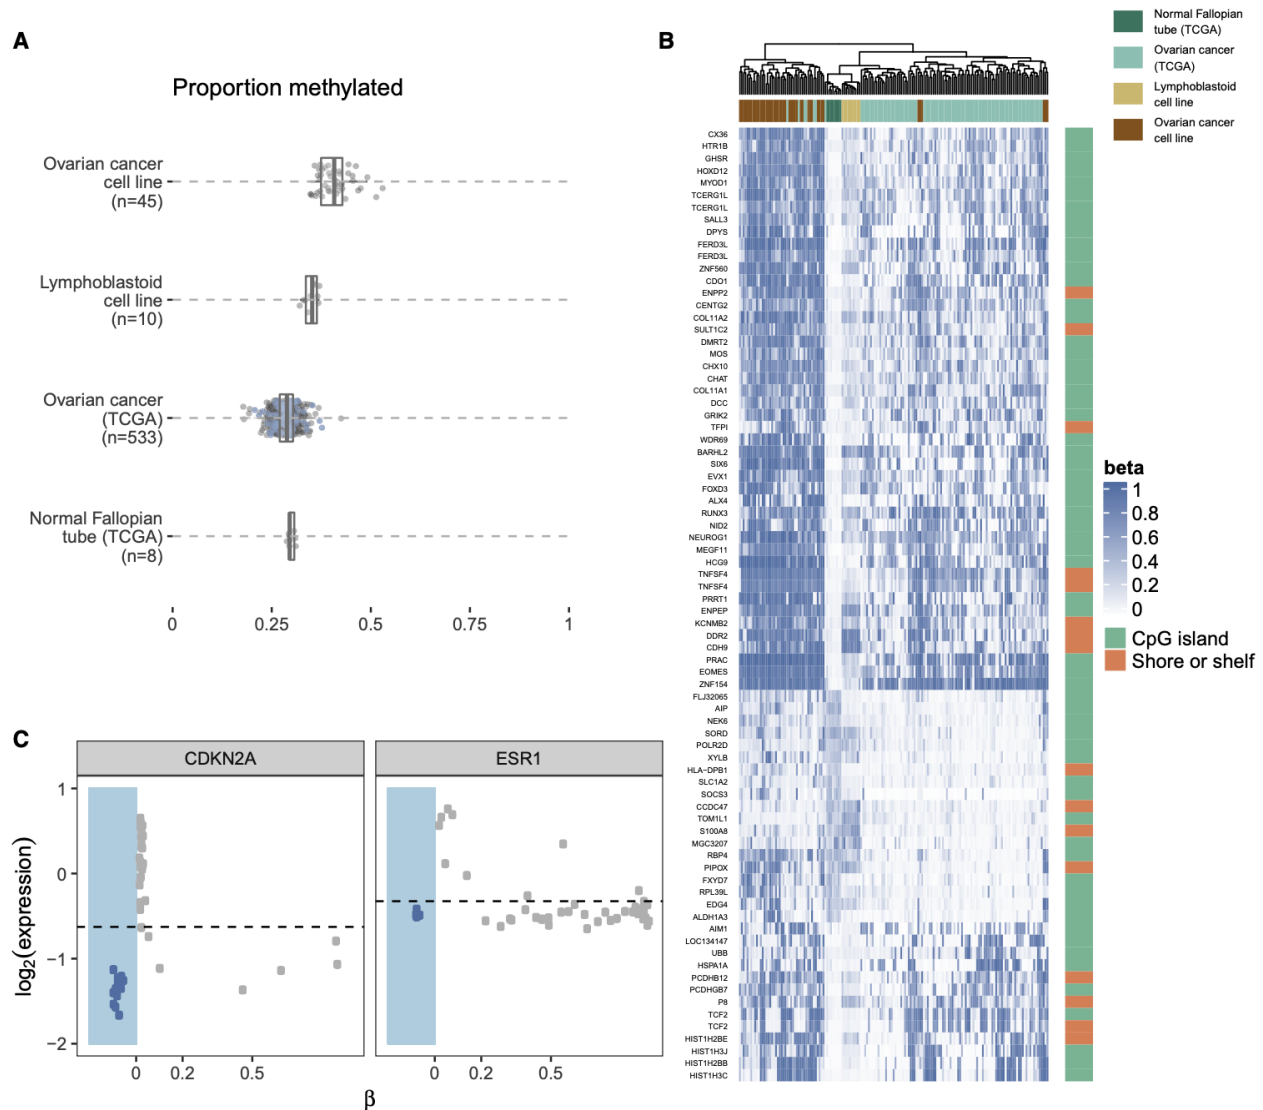 A
Proportion methylated
Ovarian cancer
cell line
(n=45)
Lymphoblastoid
cell line
(n=10)
Ovarian cancer
(TCGA)
(n=533)
Normal Fallopian
tube (TCGA)
(n=8)
0 0.25 0.5 0.75 1
B
Normal Fallopian
tube (TCGA)
Ovarian cancer
(TCGA)
Lymphoblastoid
cell line
Ovarian cancer
cell line
CX36
HTR1B
GHSR
HOXD12
MYOD1
TCERG1L
TCERG1L
SALL3
DPYS
FERD3L
FERD3L
ZNF560
CDO1
ENPP2
CENTG2
COL11A2
SULT1C2
DMRT2
MOS
CHX10
CHAT
COL11A1
DCC
GRIK2
TFPI
WDR69
BARHL2
SIX6
EVX1
FOXD3
ALX4
RUNX3
NID2
NEUROG1
MEGF11
HCG9
TNFSF4
TNFSF4
PRRT1
ENPEP
KCNMB2
DDR2
CDH9
PRAC
EOMES
ZNF154
FLJ32065
AIP
NEK6
SORD
POLR2D
XYLB
HLA−DPB1
SLC1A2
SOCS3
CCDC47
TOM1L1
S100A8
MGC3207
RBP4
PIPOX
FXYD7
RPL39L
EDG4
ALDH1A3
AIM1
LOC134147
UBB
HSPA1A
PCDHB12
PCDHGB7
P8
TCF2
TCF2
HIST1H2BE
HIST1H3J
HIST1H2BB
HIST1H3C
beta
1
0.8
0.6
0.4
0.2
0
CpG island
Shore or shelf
C
CDKN2A
ESR1
log2(expression)
1
0
−1
−2
0 0.2 0.5
0 0.2 0.5
β